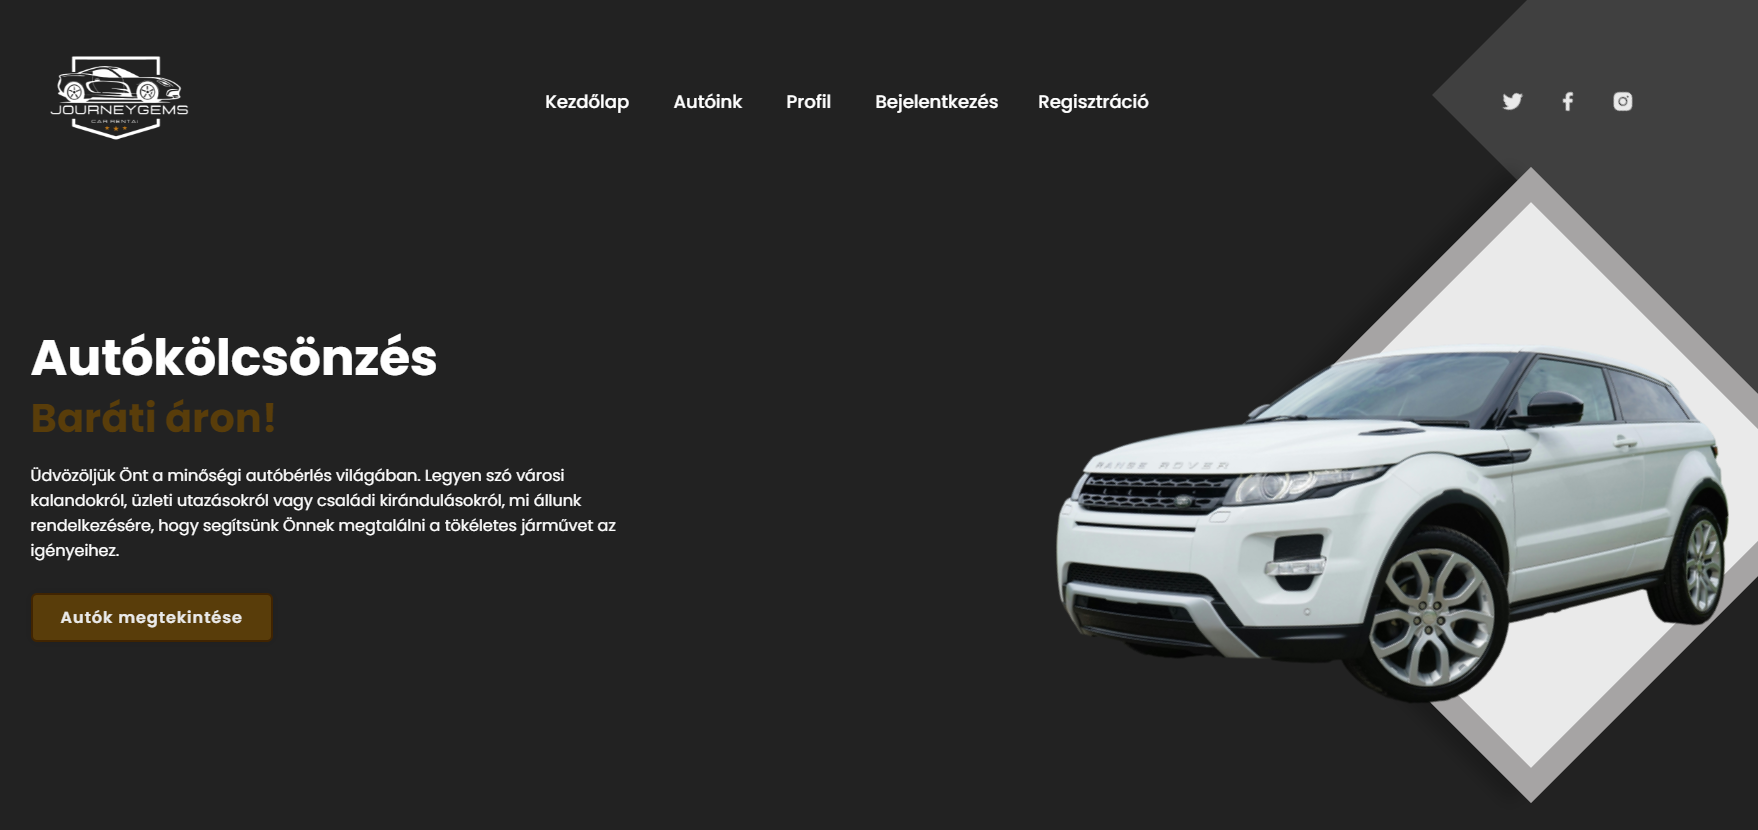 JOURNEYGEMS
CAR RENTAL
Kezdőlap
Autóink
Profil
Bejelentkezés
Regisztráció
Autókölcsönzés
Baráti áron!
Üdvözöljük Önt a minőségi autóbérlés világában. Legyen szó városi
kalandokról, üzleti utazásokról vagy családi kirándulásokról, mi állunk
rendelkezésére, hogy segítsünk Önnek megtalálni a tökéletes járművet az
igényeihez.
Autók megtekintése
RANGE ROVER